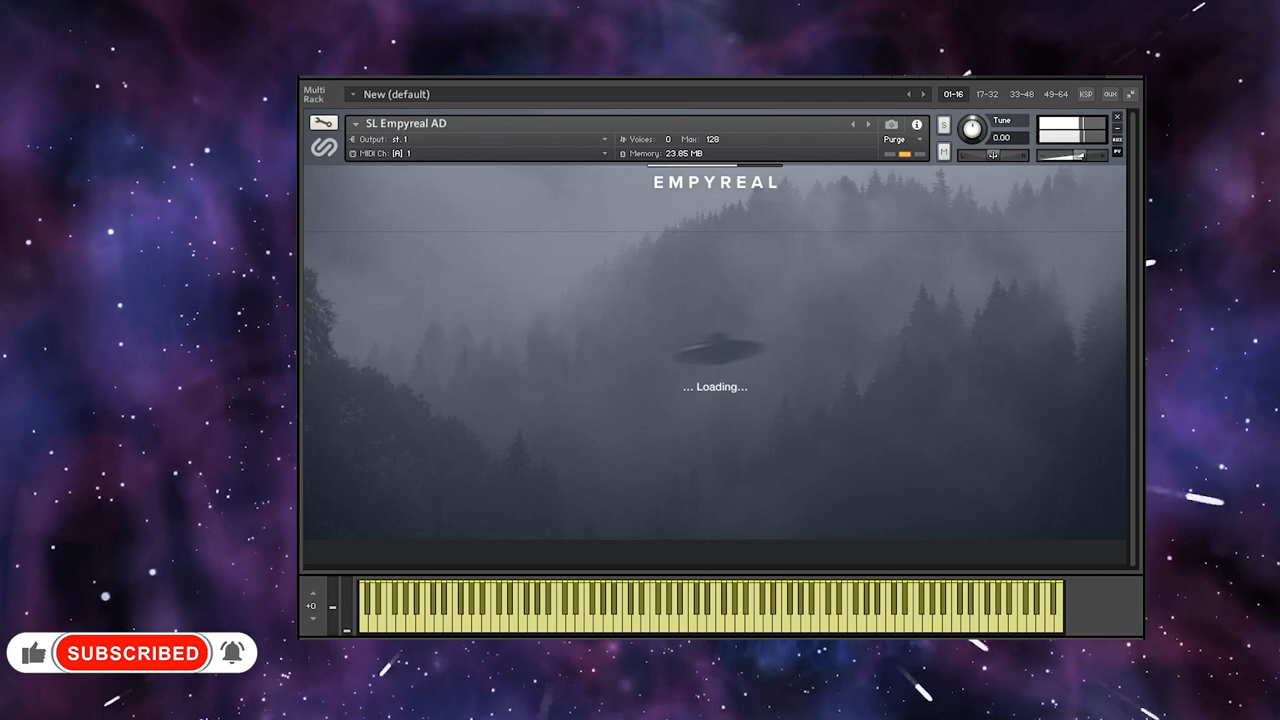 Multi
Rack
New (default)
01-16 17-32 33-48 49-64 KSP aux
SL Empyreal AD
Output: st. 1
Voices: 0 Max: 128
Purge
MIDI Ch: [A] 1
Memory: 23.85 MB
S
M
Tune
0.00
AUX
PV
EMPYREAL
... Loading...
+0
SUBSCRIBED